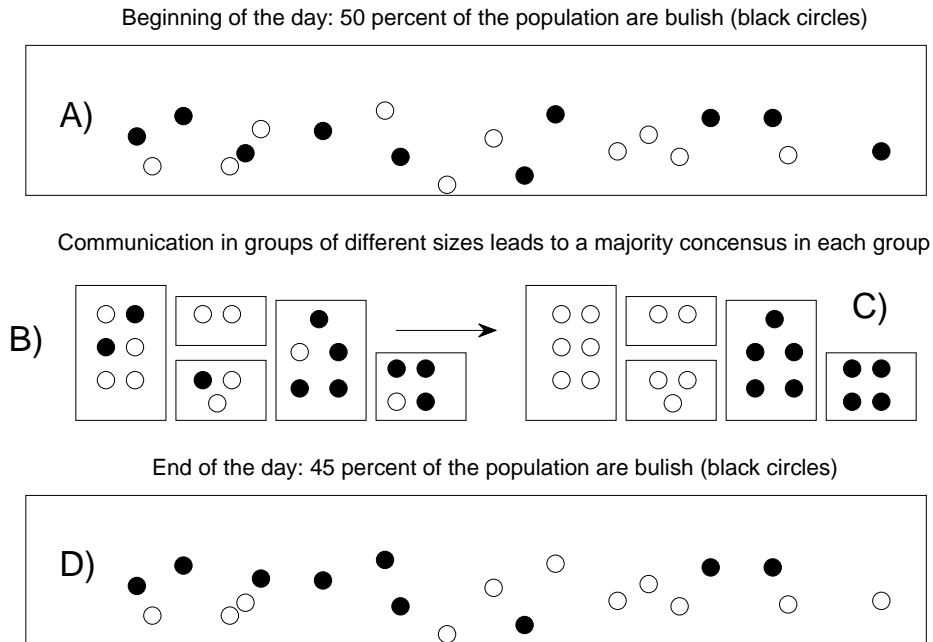 Beginning of the day: 50 percent of the population are bulish (black circles)
A)
Communication in groups of different sizes leads to a majority concensus in each group
B)
C)
End of the day: 45 percent of the population are bulish (black circles)
D)